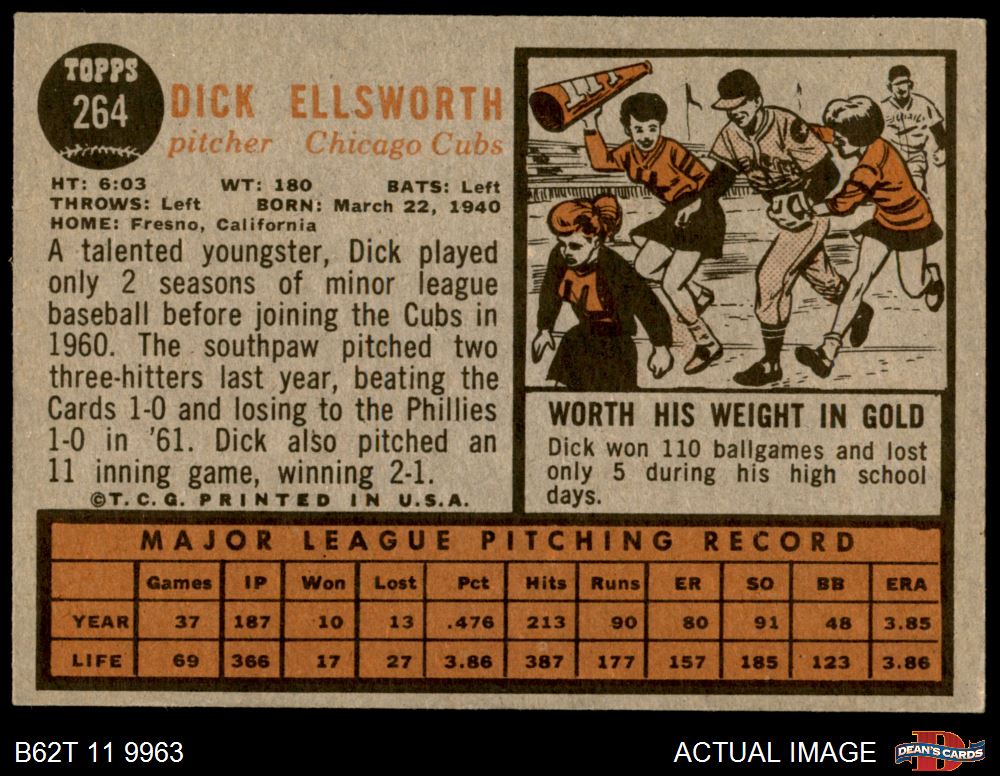 TOPPS
264
DICK ELLSWORTH
pitcher Chicago Cubs
HT: 6:03 WT: 180 BATS: Left
THROWS: Left BORN: March 22, 1940
HOME: Fresno, California
A talented youngster, Dick played
only 2 seasons of minor league
baseball before joining the Cubs in
1960. The southpaw pitched two
three-hitters last year, beating the
Cards 1-0 and losing to the Phillies
1-0 in '61. Dick also pitched an
11 inning game, winning 2-1.
©T.C.G. PRINTED IN U.S.A.
WORTH HIS WEIGHT IN GOLD
Dick won 110 ballgames and lost
only 5 during his high school
days.
MAJOR LEAGUE PITCHING RECORD
Games IP Won Lost Pct Hits Runs ER SO BB ERA
YEAR 37 187 10 13 .476 213 90 80 91 48 3.85
LIFE 69 366 17 27 3.86 387 177 157 185 123 3.86
B62T 11 9963
ACTUAL IMAGE
DEAN'S CARDS